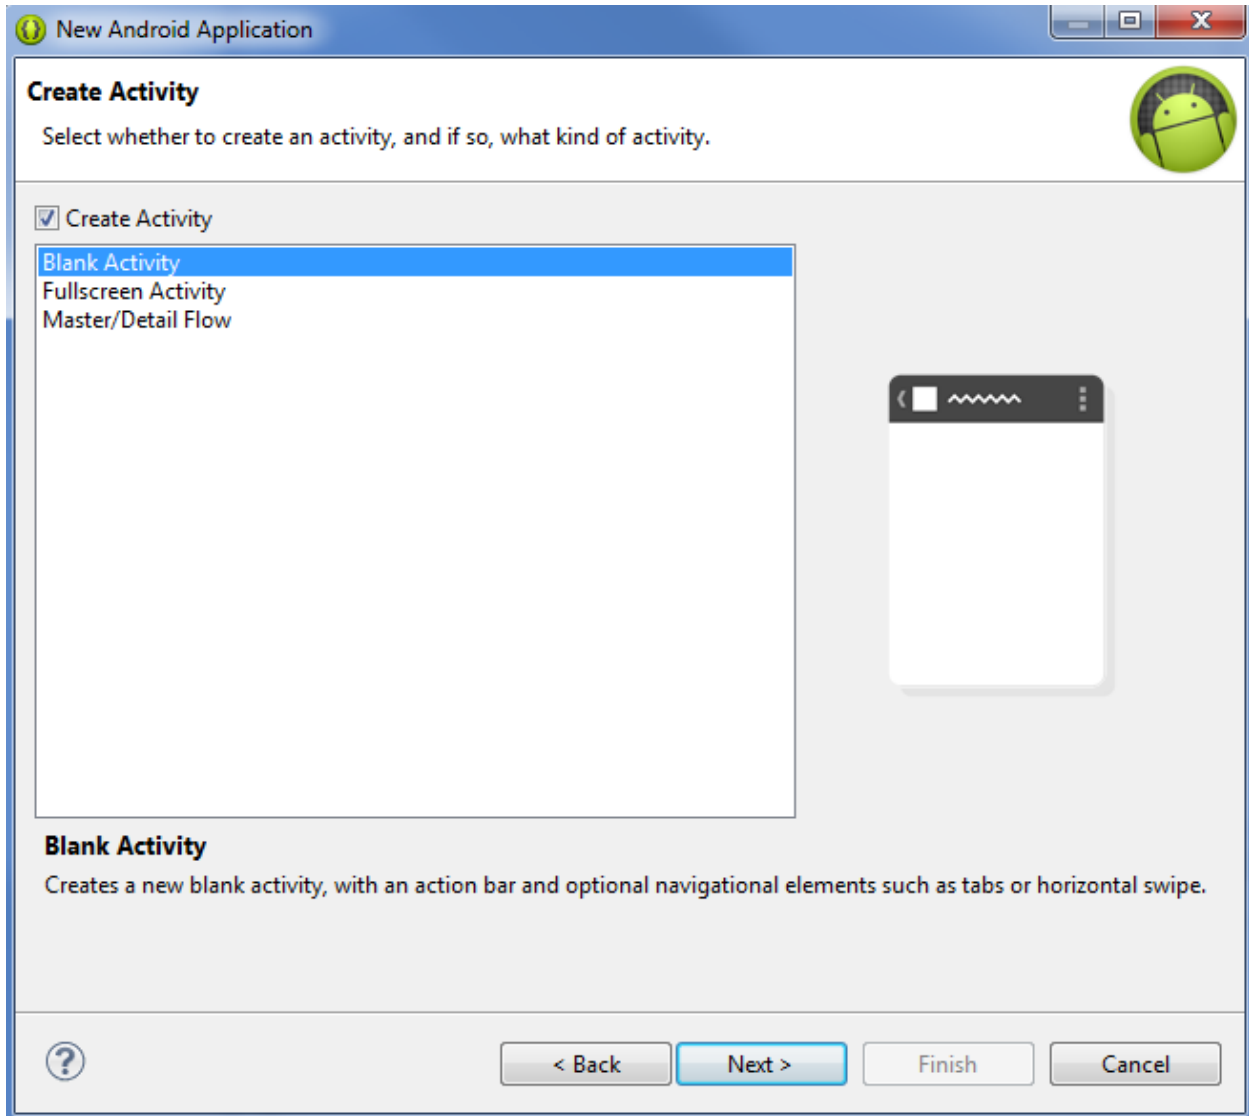 New Android Application
Create Activity
Select whether to create an activity, and if so, what kind of activity.
Create Activity
Blank Activity
Fullscreen Activity
Master/Detail Flow
Blank Activity
Creates a new blank activity, with an action bar and optional navigational elements such as tabs or horizontal swipe.
? < Back Next > Finish Cancel